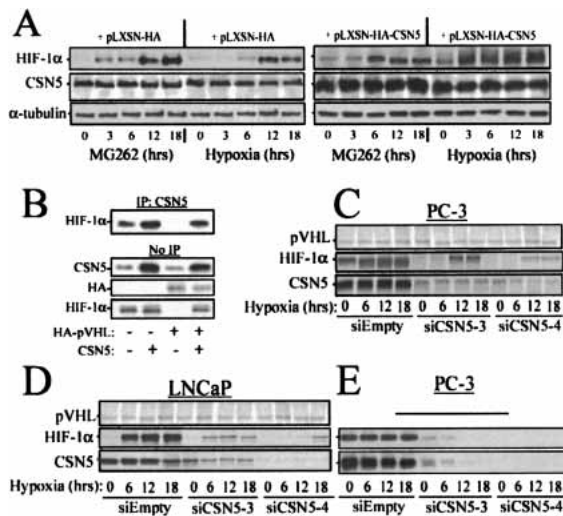 A
+ pLXSN-HA + pLXSN-HA + pLXSN-HA-CSN5 + pLXSN-HA-CSN5
HIF-1α
CSN5
α-tubulin
0 3 6 12 18 0 3 6 12 18 0 3 6 12 18 0 3 6 12 18
MG262 (hrs) Hypoxia (hrs) MG262 (hrs) Hypoxia (hrs)
B
IP: CSN5
HIF-1α
No IP
CSN5
HA
HIF-1α
HA-pVHL: - - + +
CSN5: - + - +
C
PC-3
pVHL
HIF-1α
CSN5
Hypoxia (hrs) 0 6 12 18 0 6 12 18 0 6 12 18
siEmpty siCSN5-3 siCSN5-4
D
LNCaP
pVHL
HIF-1α
CSN5
Hypoxia (hrs) 0 6 12 18 0 6 12 18 0 6 12 18
siEmpty siCSN5-3 siCSN5-4
E
PC-3
0 6 12 18 0 6 12 18 0 6 12 18
siEmpty siCSN5-3 siCSN5-4